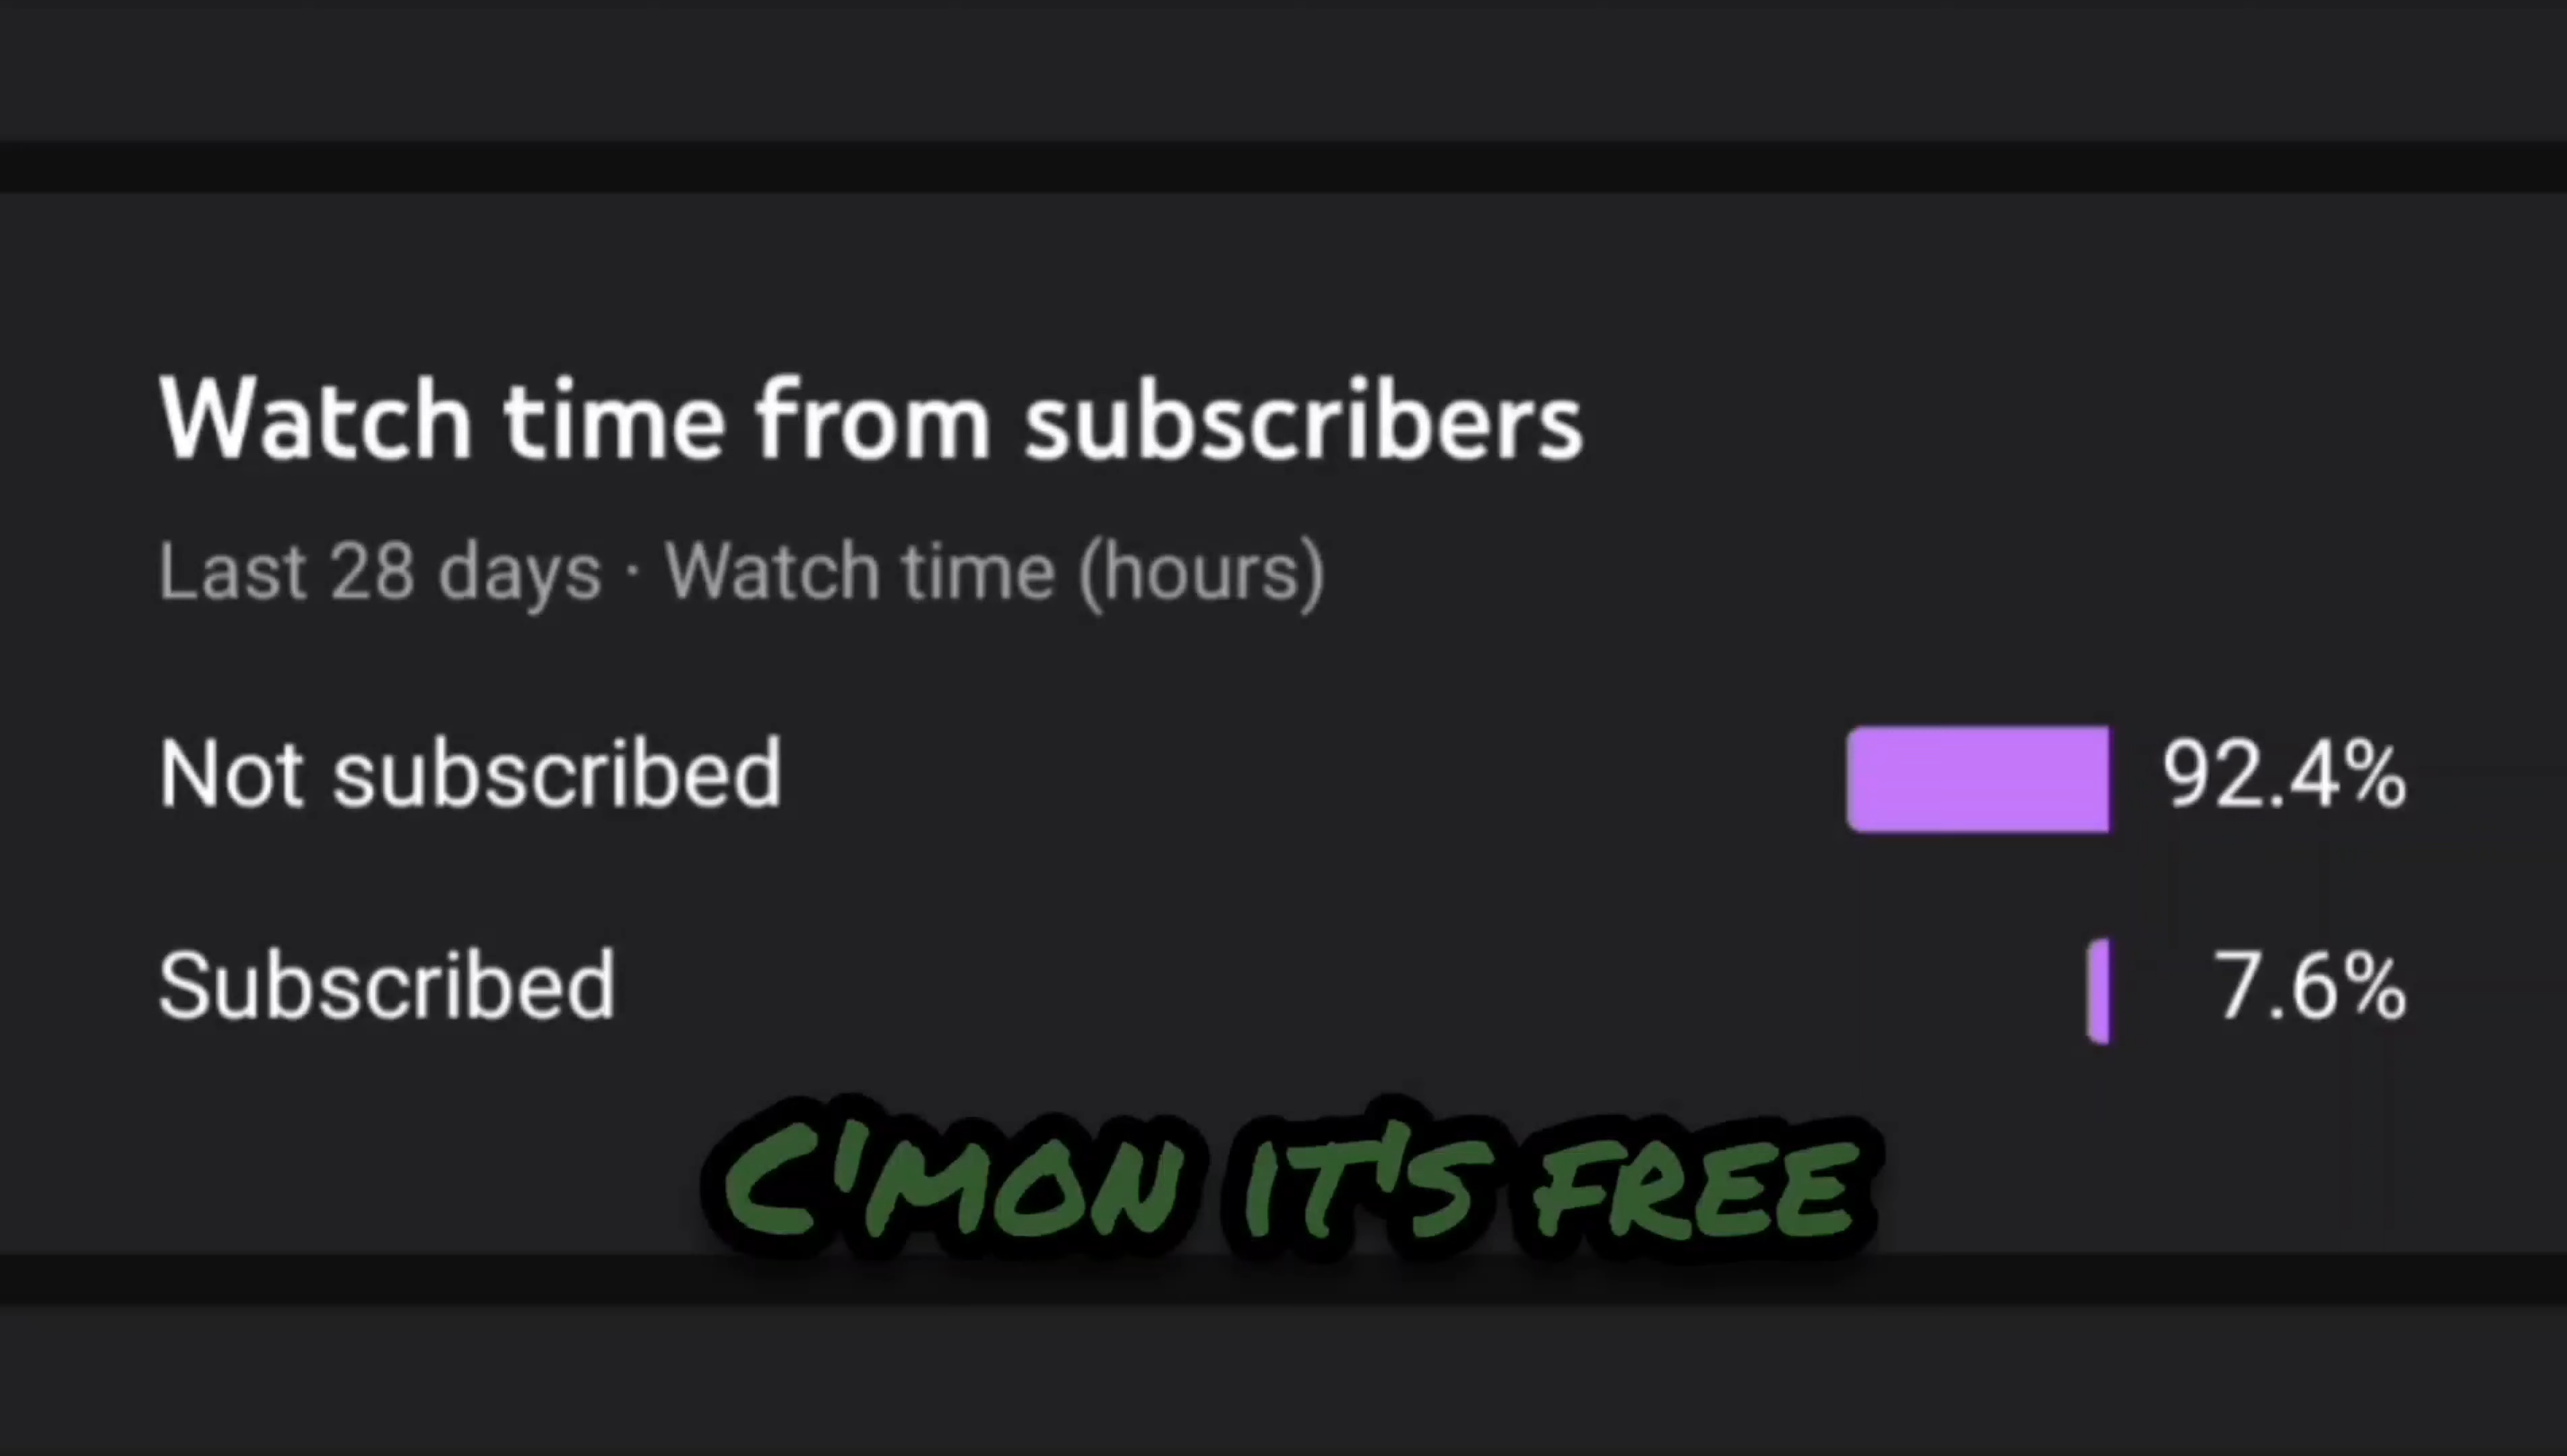 Watch time from subscribers
Last 28 days · Watch time (hours)
Not subscribed 92.4%
Subscribed 7.6%
C'MON IT'S FREE